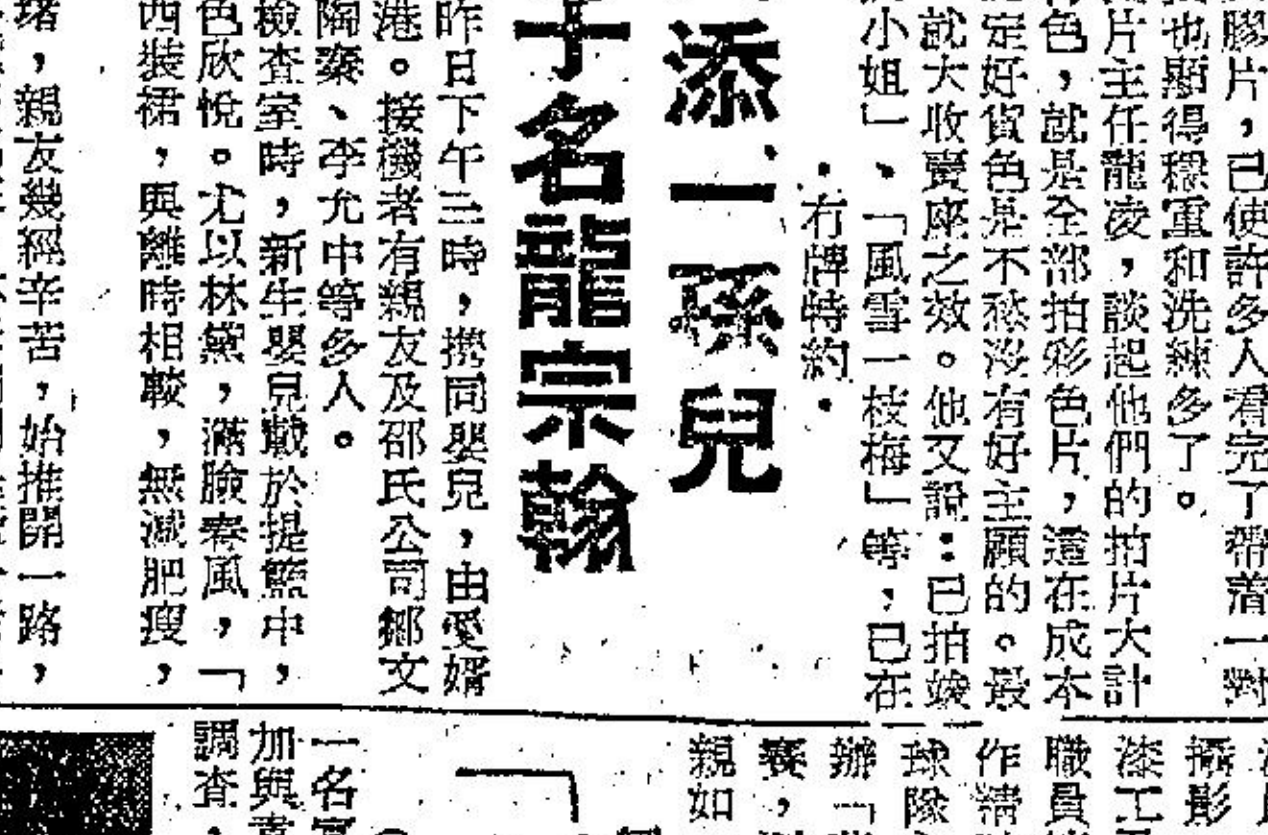 膠片，已使許多人看完了帶着一對
也顯得穩重和洗練多了。
片主任龍凌，談起他們的拍片大計
色，就是全部拍彩色片，這在成本
定好貨色是不愁沒有好主顧的。最
就大收賣座之效。他又說：已拍竣
小姐」、「風雪一枝梅」等，已在
·冇牌特約·
添一孫兒
子名龍宗翰
昨日下午三時，携同嬰兒，由愛婿
港。接機者有親友及邵氏公司鄒文
陶秦、李允中等多人。
檢查室時，新生嬰兒戴於提籃中，
色欣悅。尤以林黛，滿臉春風，「
西裝裙，與離時相較，無減肥瘦，
堵，親友幾經辛苦，始推開一路，
攝影
漆工
職員
作精
球隊
辦「
賽，
親如
一名
加與
調查，